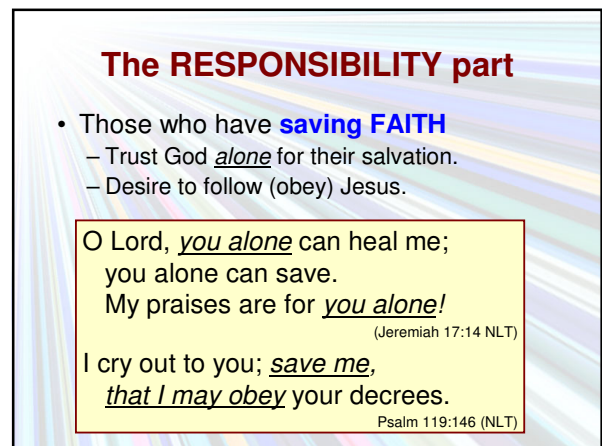 The RESPONSIBILITY part
• Those who have saving FAITH
– Trust God alone for their salvation.
– Desire to follow (obey) Jesus.
O Lord, you alone can heal me;
you alone can save.
My praises are for you alone!
(Jeremiah 17:14 NLT)
I cry out to you; save me,
that I may obey your decrees.
Psalm 119:146 (NLT)